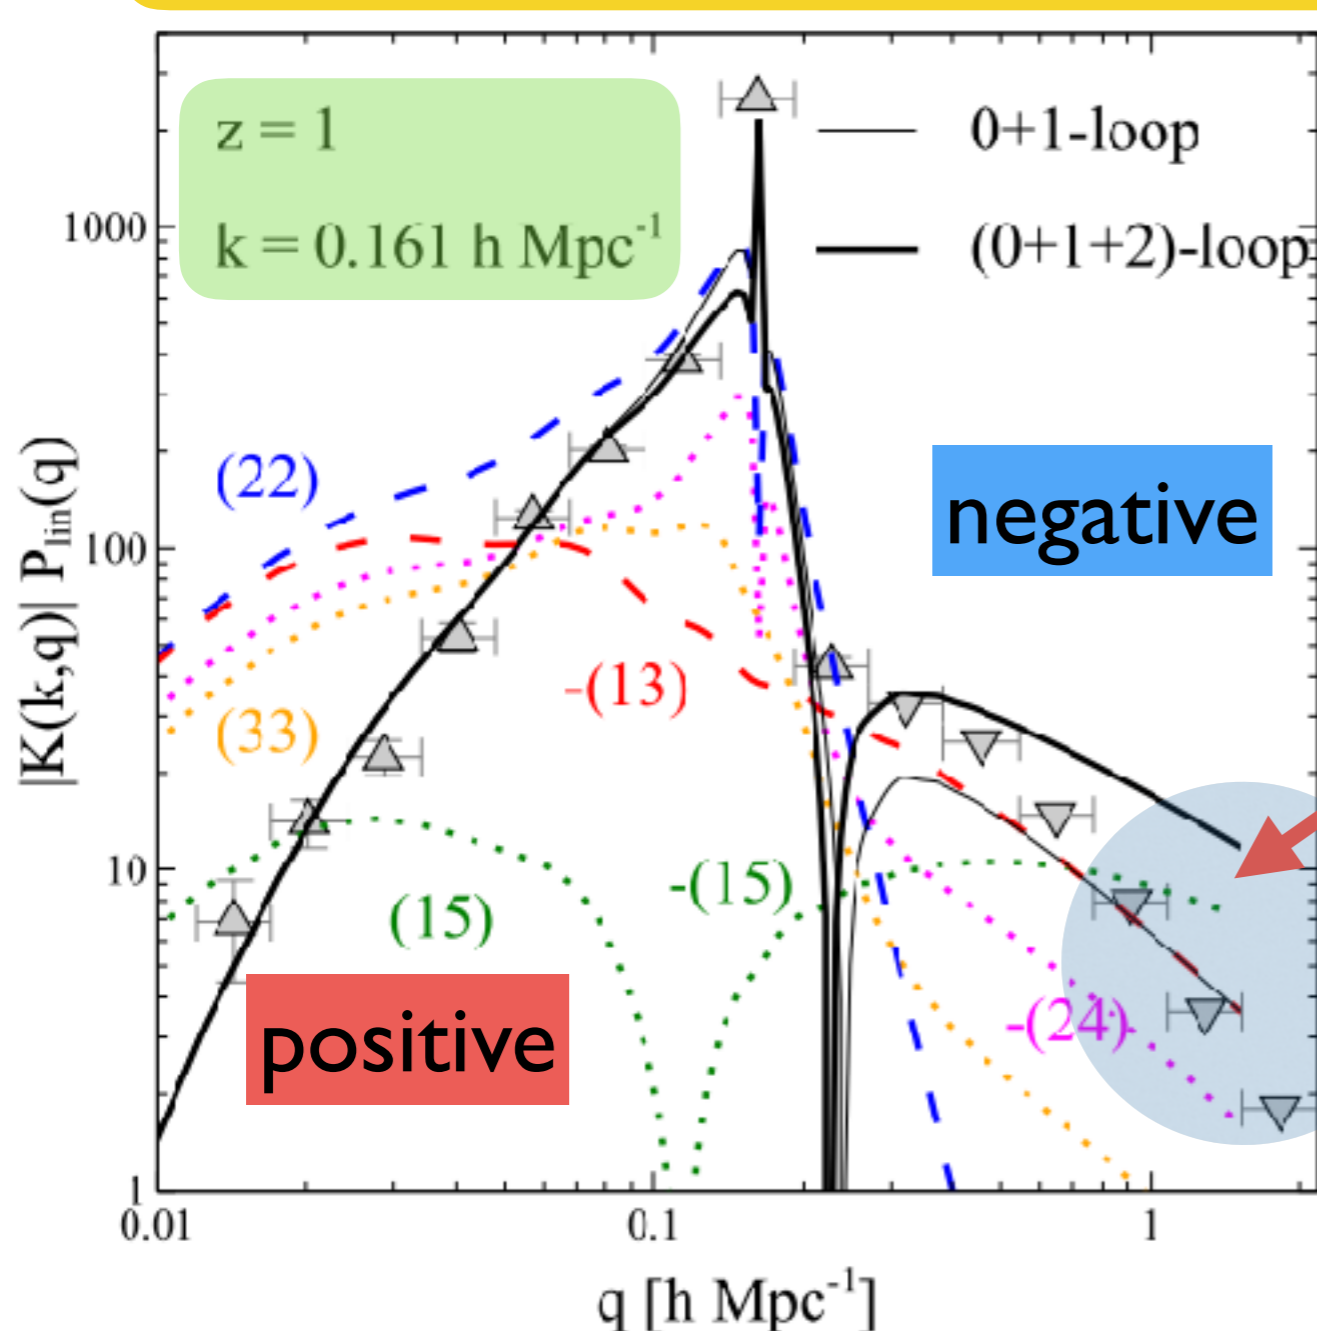 z = 1
0+1-loop
k = 0.161 h Mpc-1
(0+1+2)-loop
1000
100
10
1
|K(k,q)| Plin(q)
(22)
negative
-(13)
(33)
-(15)
(15)
-(24)
positive
0.01
0.1
1
q [h Mpc-1]